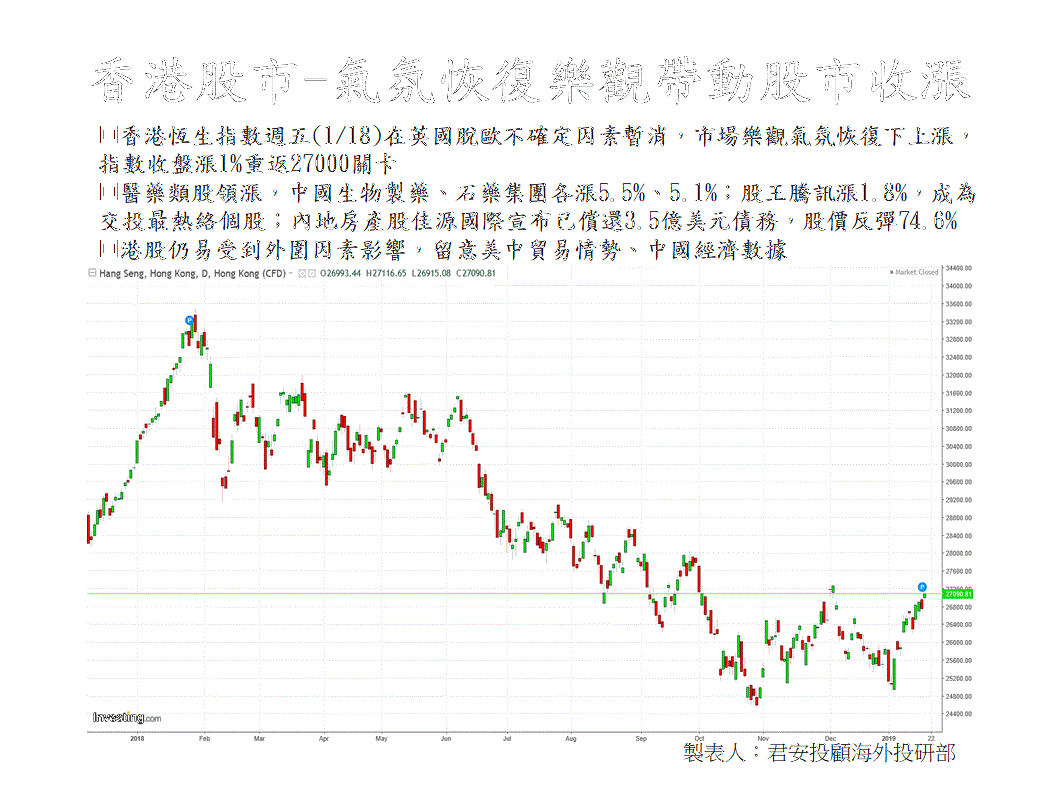 香港股市-氣氛恢復樂觀帶動股市收漲
香港恆生指數週五(1/18)在英國脫歐不確定因素暫消，市場樂觀氣氛恢復下上漲，
指數收盤漲1%重返27000關卡
醫藥類股領漲，中國生物製藥、石藥集團各漲5.5%、5.1%；股王騰訊漲1.8%，成為
交投最熱絡個股；內地房產股佳源國際宣布已償還3.5億美元債務，股價反彈74.6%
港股仍易受到外圍因素影響，留意美中貿易情勢、中國經濟數據
Hang Seng, Hong Kong, D, Hong Kong (CFD) O26993.44 H27116.65 L26915.08 C27090.81
Market Closed
34400.00
34000.00
33600.00
33200.00
32800.00
32400.00
32000.00
31600.00
31200.00
30800.00
30400.00
30000.00
29600.00
29200.00
28800.00
28400.00
28000.00
27600.00
27090.81
26800.00
26400.00
26000.00
25600.00
25200.00
24800.00
24400.00
Investing.com
2018 Feb Mar Apr May Jun Jul Aug Sep Oct Nov Dec 2019 22
製表人：君安投顧海外投研部